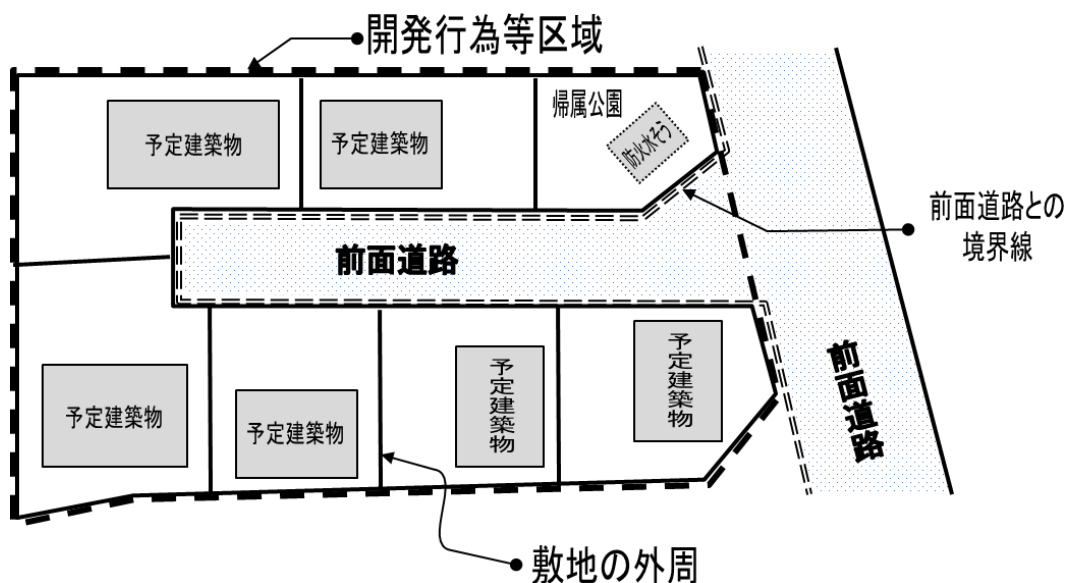 開発行為等区域
帰属公園
防火水そう
予定建築物
予定建築物
前面道路との
境界線
前面道路
予定建築物
予定建築物
予定建築物
予定建築物
前面道路
敷地の外周